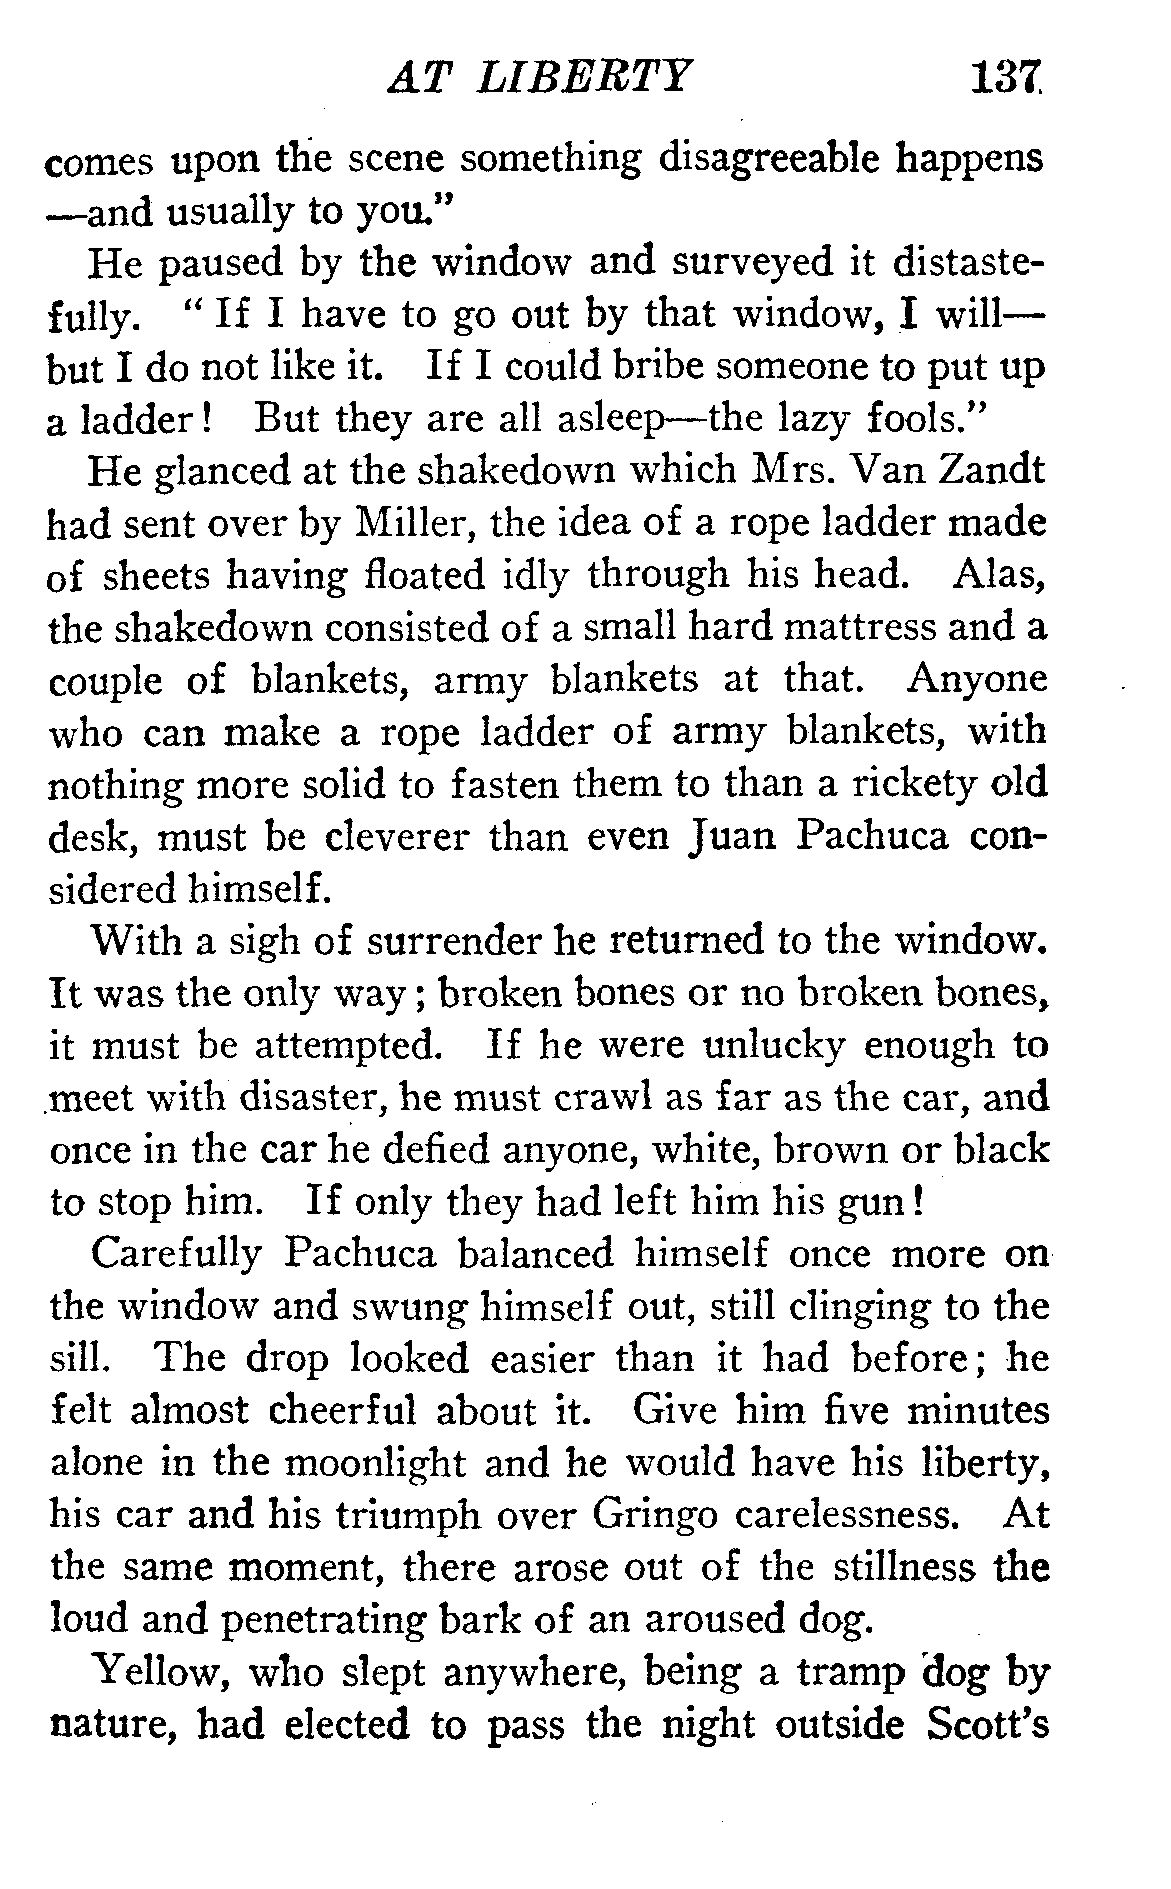 AT LIBERTY 137
comes upon the scene something disagreeable happens
—and usually to you."
He paused by the window and surveyed it distaste-
fully. "If I have to go out by that window, I will—
but I do not like it. If I could bribe someone to put up
a ladder! But they are all asleep—the lazy fools."
He glanced at the shakedown which Mrs. Van Zandt
had sent over by Miller, the idea of a rope ladder made
of sheets having floated idly through his head. Alas,
the shakedown consisted of a small hard mattress and a
couple of blankets, army blankets at that. Anyone
who can make a rope ladder of army blankets, with
nothing more solid to fasten them to than a rickety old
desk, must be cleverer than even Juan Pachuca con-
sidered himself.
With a sigh of surrender he returned to the window.
It was the only way; broken bones or no broken bones,
it must be attempted. If he were unlucky enough to
meet with disaster, he must crawl as far as the car, and
once in the car he defied anyone, white, brown or black
to stop him. If only they had left him his gun!
Carefully Pachuca balanced himself once more on
the window and swung himself out, still clinging to the
sill. The drop looked easier than it had before; he
felt almost cheerful about it. Give him five minutes
alone in the moonlight and he would have his liberty,
his car and his triumph over Gringo carelessness. At
the same moment, there arose out of the stillness the
loud and penetrating bark of an aroused dog.
Yellow, who slept anywhere, being a tramp dog by
nature, had elected to pass the night outside Scott's